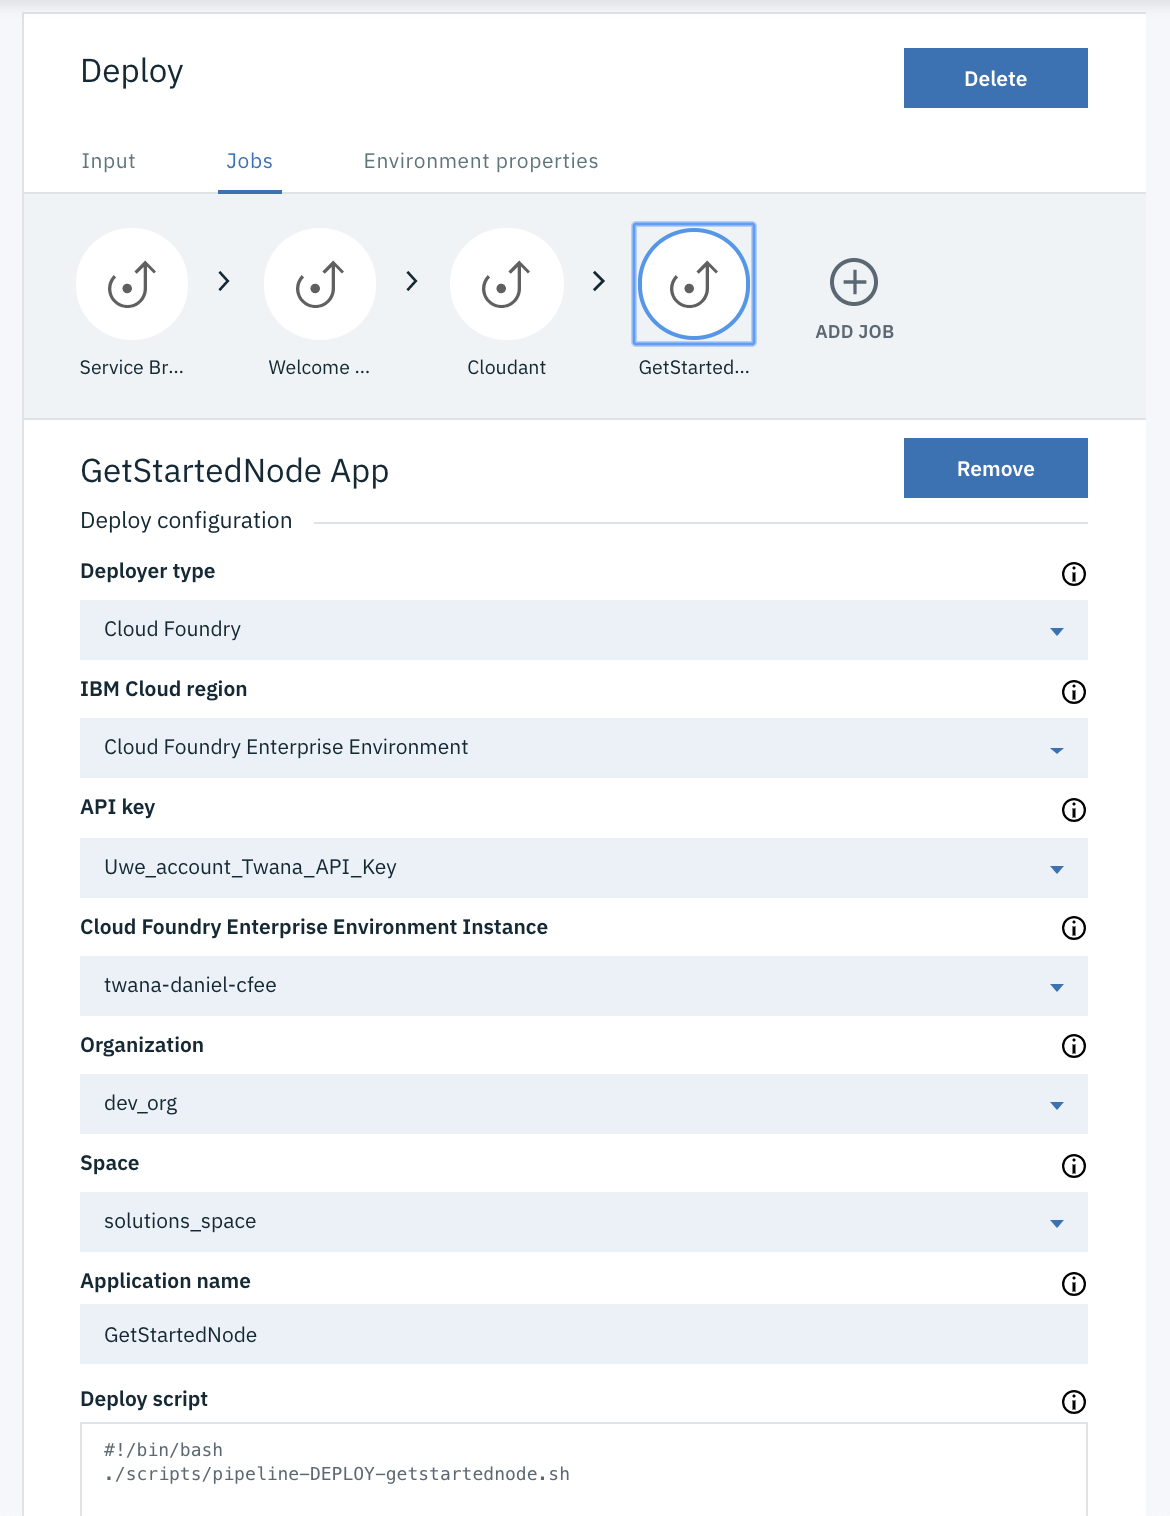 Deploy
Delete
Input
Jobs
Environment properties
Service Br...
Welcome ...
Cloudant
GetStarted...
ADD JOB
GetStartedNode App
Remove
Deploy configuration
Deployer type
Cloud Foundry
IBM Cloud region
Cloud Foundry Enterprise Environment
API key
Uwe_account_Twana_API_Key
Cloud Foundry Enterprise Environment Instance
twana-daniel-cfee
Organization
dev_org
Space
solutions_space
Application name
GetStartedNode
Deploy script
#!/bin/bash
./scripts/pipeline-DEPLOY-getstartednode.sh